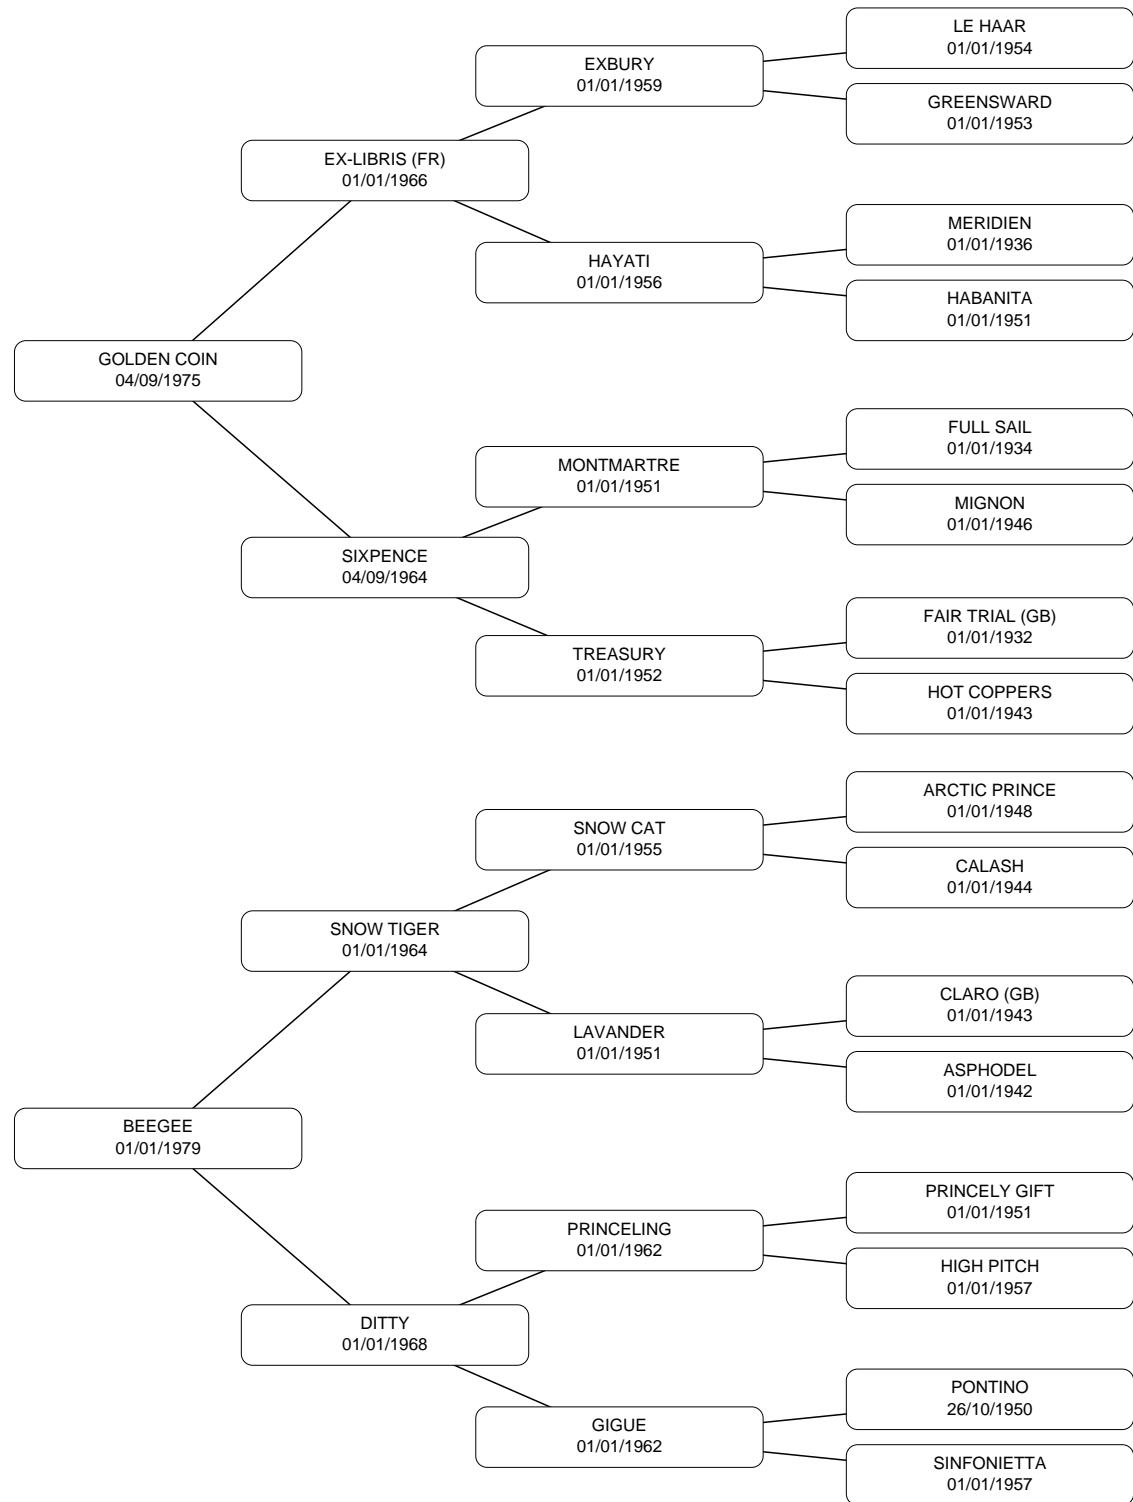 LE HAAR
01/01/1954
EXBURY
01/01/1959
GREENSWARD
01/01/1953
EX-LIBRIS (FR)
01/01/1966
MERIDIEN
01/01/1936
HAYATI
01/01/1956
HABANITA
01/01/1951
GOLDEN COIN
04/09/1975
FULL SAIL
01/01/1934
MONTMARTRE
01/01/1951
MIGNON
01/01/1946
SIXPENCE
04/09/1964
FAIR TRIAL (GB)
01/01/1932
TREASURY
01/01/1952
HOT COPPERS
01/01/1943
ARCTIC PRINCE
01/01/1948
SNOW CAT
01/01/1955
CALASH
01/01/1944
SNOW TIGER
01/01/1964
CLARO (GB)
01/01/1943
LAVANDER
01/01/1951
ASPHODEL
01/01/1942
BEEGEE
01/01/1979
PRINCELY GIFT
01/01/1951
PRINCELING
01/01/1962
HIGH PITCH
01/01/1957
DITTY
01/01/1968
PONTINO
26/10/1950
GIGUE
01/01/1962
SINFONIETTA
01/01/1957